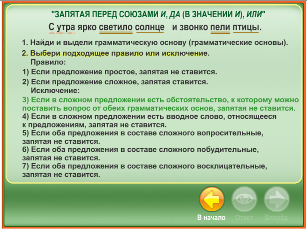 "ЗАПЯТАЯ ПЕРЕД СОЮЗАМИ И, ДА (В ЗНАЧЕНИИ И), ИЛИ"
С утра ярко светило солнце и звонко пели птицы.
1. Найди и выдели грамматическую основу (грамматические основы).
2. Выбери подходящее правило или исключение.
Правило:
1) Если предложение простое, запятая не ставится.
2) Если предложение сложное, запятая ставится.
Исключение:
3) Если в сложном предложении есть обстоятельство, к которому можно
поставить вопрос от обеих грамматических основ, запятая не ставится.
4) Если в сложном предложении есть вводное слово, относящееся
к предложениям, запятая не ставится.
5) Если оба предложения в составе сложного вопросительные,
запятая не ставится.
6) Если оба предложения в составе сложного побудительные,
запятая не ставится.
7) Если оба предложения в составе сложного восклицательные,
запятая не ставится.
В начало Ответ